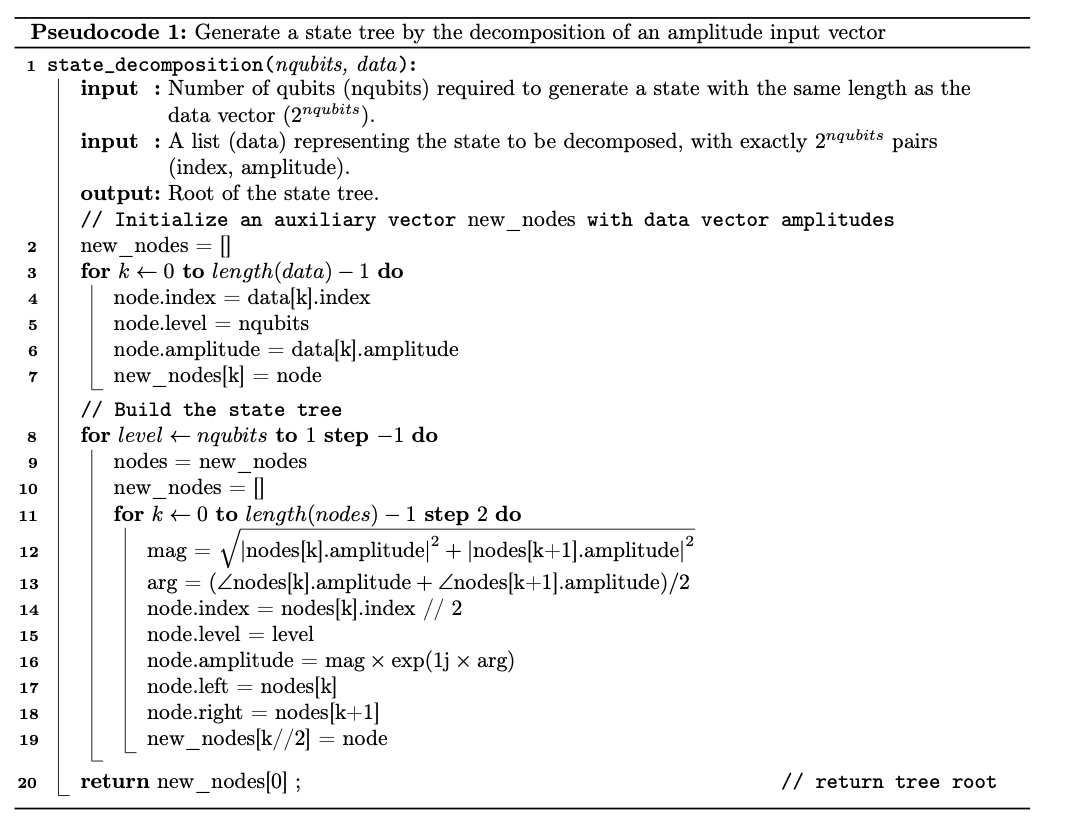 Pseudocode 1: Generate a state tree by the decomposition of an amplitude input vector
1 state_decomposition(nqubits, data):
input : Number of qubits (nqubits) required to generate a state with the same length as the
data vector (2^nqubits).
input : A list (data) representing the state to be decomposed, with exactly 2^nqubits pairs
(index, amplitude).
output: Root of the state tree.
// Initialize an auxiliary vector new_nodes with data vector amplitudes
2 new_nodes = []
3 for k ← 0 to length(data) − 1 do
4 node.index = data[k].index
5 node.level = nqubits
6 node.amplitude = data[k].amplitude
7 new_nodes[k] = node
// Build the state tree
8 for level ← nqubits to 1 step −1 do
9 nodes = new_nodes
10 new_nodes = []
11 for k ← 0 to length(nodes) − 1 step 2 do
12 mag = √(|nodes[k].amplitude|² + |nodes[k+1].amplitude|²)
13 arg = (∠nodes[k].amplitude + ∠nodes[k+1].amplitude)/2
14 node.index = nodes[k].index // 2
15 node.level = level
16 node.amplitude = mag × exp(1j × arg)
17 node.left = nodes[k]
18 node.right = nodes[k+1]
19 new_nodes[k//2] = node
20 return new_nodes[0] ; // return tree root